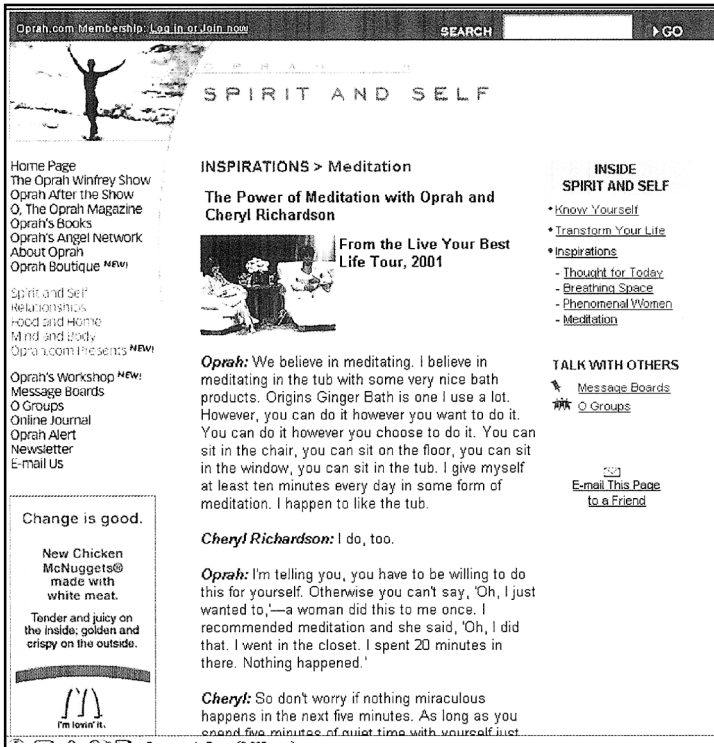 Oprah.com Membership: Log in or Join now
SEARCH
GO
OPRAH
SPIRIT AND SELF
Home Page
The Oprah Winfrey Show
Oprah After the Show
O, The Oprah Magazine
Oprah's Books
Oprah's Angel Network
About Oprah
Oprah Boutique NEW!
Spirit and Self
Relationships
Food and Home
Mind and Body
Oprah.com Presents NEW!
Oprah's Workshop NEW!
Message Boards
O Groups
Online Journal
Oprah Alert
Newsletter
E-mail Us
Change is good.
New Chicken
McNuggets®
made with
white meat.
Tender and juicy on
the inside; golden and
crispy on the outside.
I'm lovin' it.
INSPIRATIONS > Meditation
The Power of Meditation with Oprah and
Cheryl Richardson
From the Live Your Best
Life Tour, 2001
Oprah: We believe in meditating. I believe in
meditating in the tub with some very nice bath
products. Origins Ginger Bath is one I use a lot.
However, you can do it however you want to do it.
You can do it however you choose to do it. You can
sit in the chair, you can sit on the floor, you can sit
in the window, you can sit in the tub. I give myself
at least ten minutes every day in some form of
meditation. I happen to like the tub.
Cheryl Richardson: I do, too.
Oprah: I'm telling you, you have to be willing to do
this for yourself. Otherwise you can't say, 'Oh, I just
wanted to,'—a woman did this to me once. I
recommended meditation and she said, 'Oh, I did
that. I went in the closet. I spent 20 minutes in
there. Nothing happened.'
Cheryl: So don't worry if nothing miraculous
happens in the next five minutes. As long as you
spend five minutes of quiet time with yourself just
INSIDE
SPIRIT AND SELF
• Know Yourself
• Transform Your Life
• Inspirations
- Thought for Today
- Breathing Space
- Phenomenal Women
- Meditation
TALK WITH OTHERS
Message Boards
O Groups
E-mail This Page
to a Friend